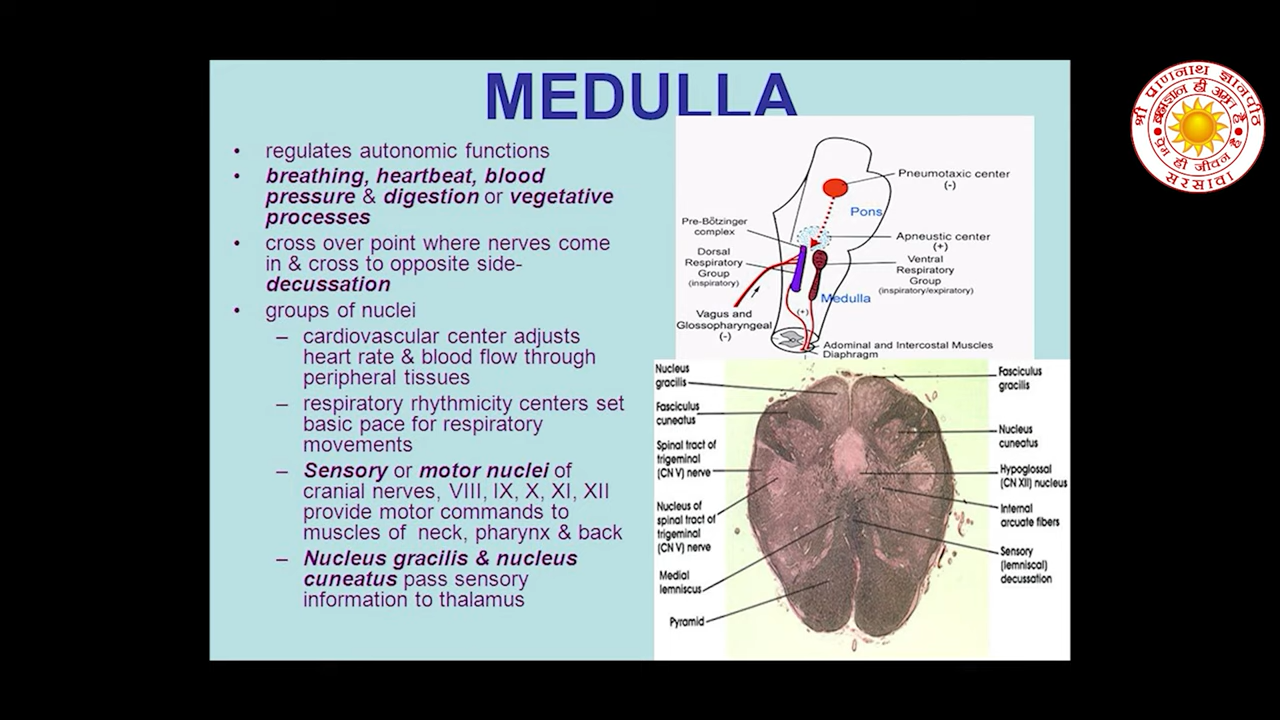 MEDULLA
• regulates autonomic functions
• breathing, heartbeat, blood
pressure & digestion or vegetative
processes
• cross over point where nerves come
in & cross to opposite side-
decussation
• groups of nuclei
– cardiovascular center adjusts
heart rate & blood flow through
peripheral tissues
– respiratory rhythmicity centers set
basic pace for respiratory
movements
– Sensory or motor nuclei of
cranial nerves, VIII, IX, X, XI, XII
provide motor commands to
muscles of neck, pharynx & back
– Nucleus gracilis & nucleus
cuneatus pass sensory
information to thalamus
Pneumotaxic center
(-)
Pons
Pre-Bötzinger
complex
Apneustic center
(+)
Dorsal
Respiratory
Group
(inspiratory)
Ventral
Respiratory
Group
(inspiratory/expiratory)
Medulla
(+)
Vagus and
Glossopharyngeal
(-)
Adominal and Intercostal Muscles
Diaphragm
Nucleus
gracilis
Fasciculus
cuneatus
Spinal tract of
trigeminal
(CN V) nerve
Nucleus of
spinal tract of
trigeminal
(CN V) nerve
Medial
lemniscus
Pyramid
Fasciculus
gracilis
Nucleus
cuneatus
Hypoglossal
(CN XII) nucleus
Internal
arcuate fibers
Sensory
(lemniscal)
decussation
श्री प्राणनाथ ज्ञानपीठ
सरसावा
ब्रह्मज्ञान ही अमृत है
प्रेम ही जीवन है